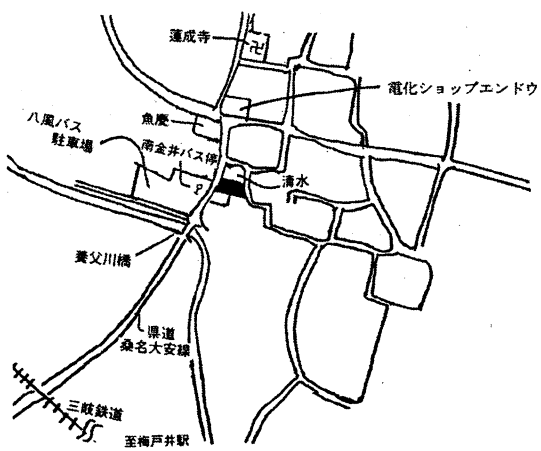 蓮成寺
卍
電化ショップエンドウ
魚慶
八風バス
駐車場
南金井バス停
P
清水
養父川橋
県道
桑名大安線
三岐鉄道
至梅戸井駅